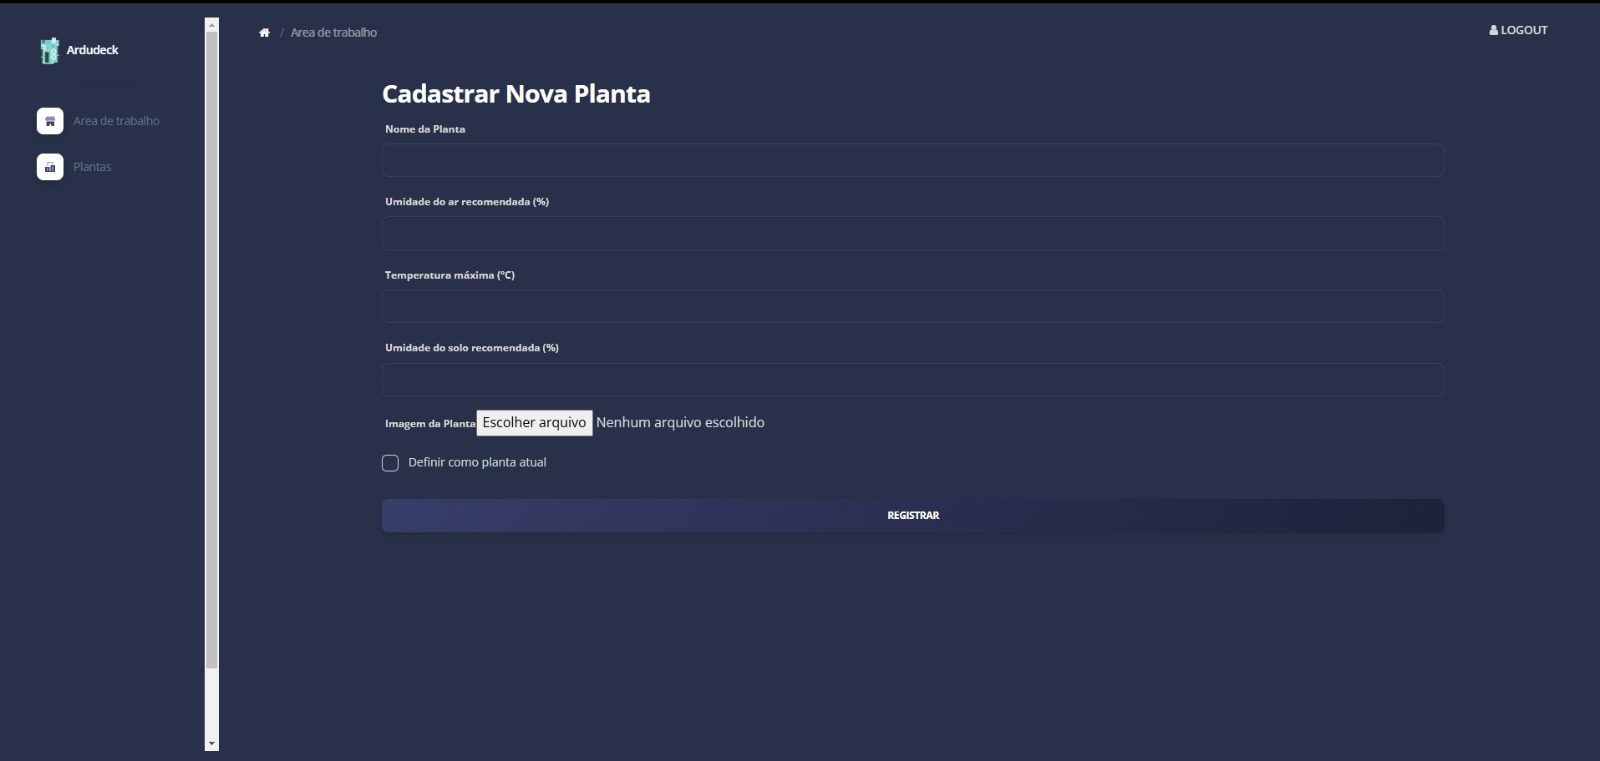 Ardudeck
Area de trabalho
Plantas
/ Area de trabalho
LOGOUT
Cadastrar Nova Planta
Nome da Planta
Umidade do ar recomendada (%)
Temperatura máxima (ºC)
Umidade do solo recomendada (%)
Imagem da Planta Escolher arquivo Nenhum arquivo escolhido
Definir como planta atual
REGISTRAR